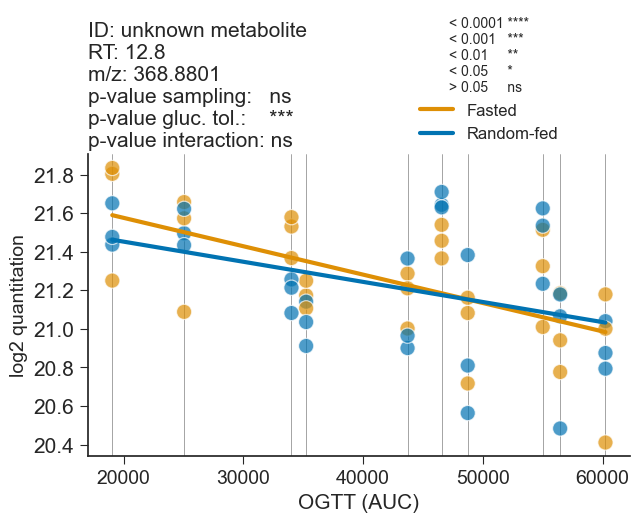 ID: unknown metabolite
RT: 12.8
m/z: 368.8801
p-value sampling: ns
p-value gluc. tol.: ***
p-value interaction: ns
< 0.0001 ****
< 0.001 ***
< 0.01 **
< 0.05 *
> 0.05 ns
Fasted
Random-fed
21.8
21.6
21.4
21.2
21.0
20.8
20.6
20.4
log2 quantitation
20000 30000 40000 50000 60000
OGTT (AUC)